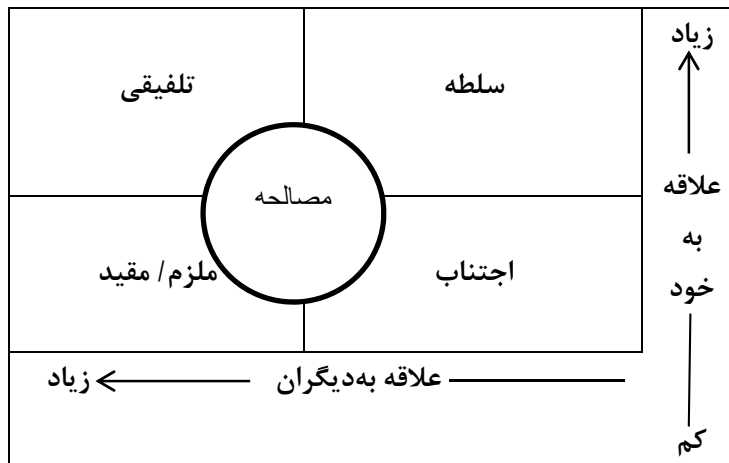 زیاد
سلطه
تلفیقی
علاقه
به
خود
مصالحه
اجتناب
ملزم/ مقید
علاقه به‌دیگران
زیاد
کم